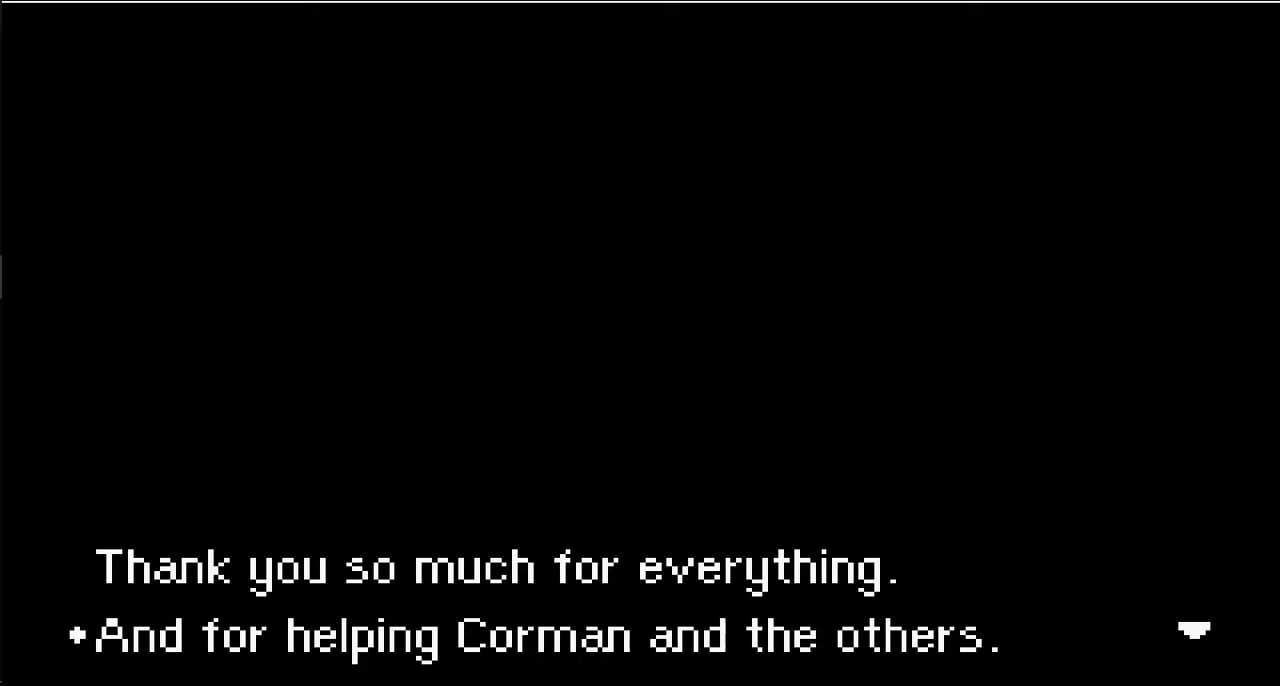 Thank you so much for everything.
•And for helping Corman and the others.